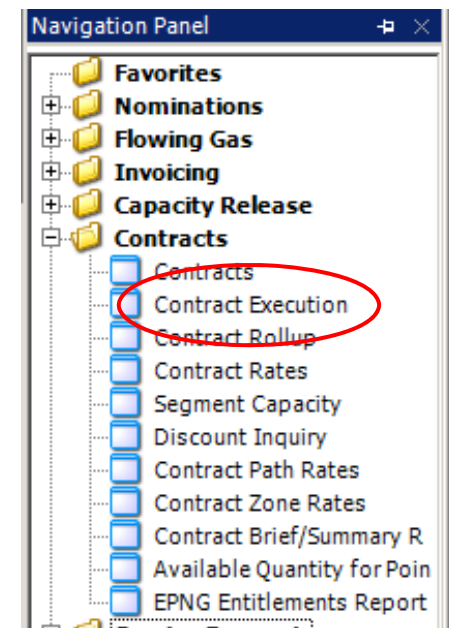 Navigation Panel
Favorites
Nominations
Flowing Gas
Invoicing
Capacity Release
Contracts
Contracts
Contract Execution
Contract Rollup
Contract Rates
Segment Capacity
Discount Inquiry
Contract Path Rates
Contract Zone Rates
Contract Brief/Summary R
Available Quantity for Poin
EPNG Entitlements Report